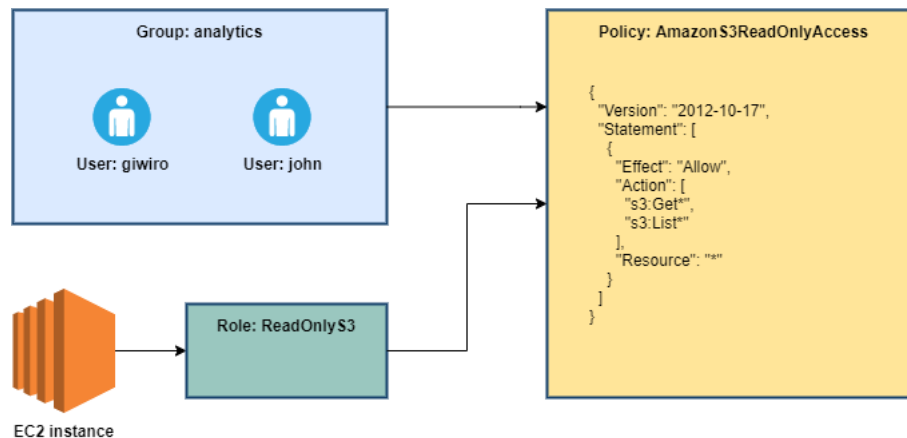 Group: analytics
User: giwiro
User: john
Policy: AmazonS3ReadOnlyAccess
{
"Version": "2012-10-17",
"Statement": [
{
"Effect": "Allow",
"Action": [
"s3:Get*",
"s3:List*"
],
"Resource": "*"
}
]
}
Role: ReadOnlyS3
EC2 instance